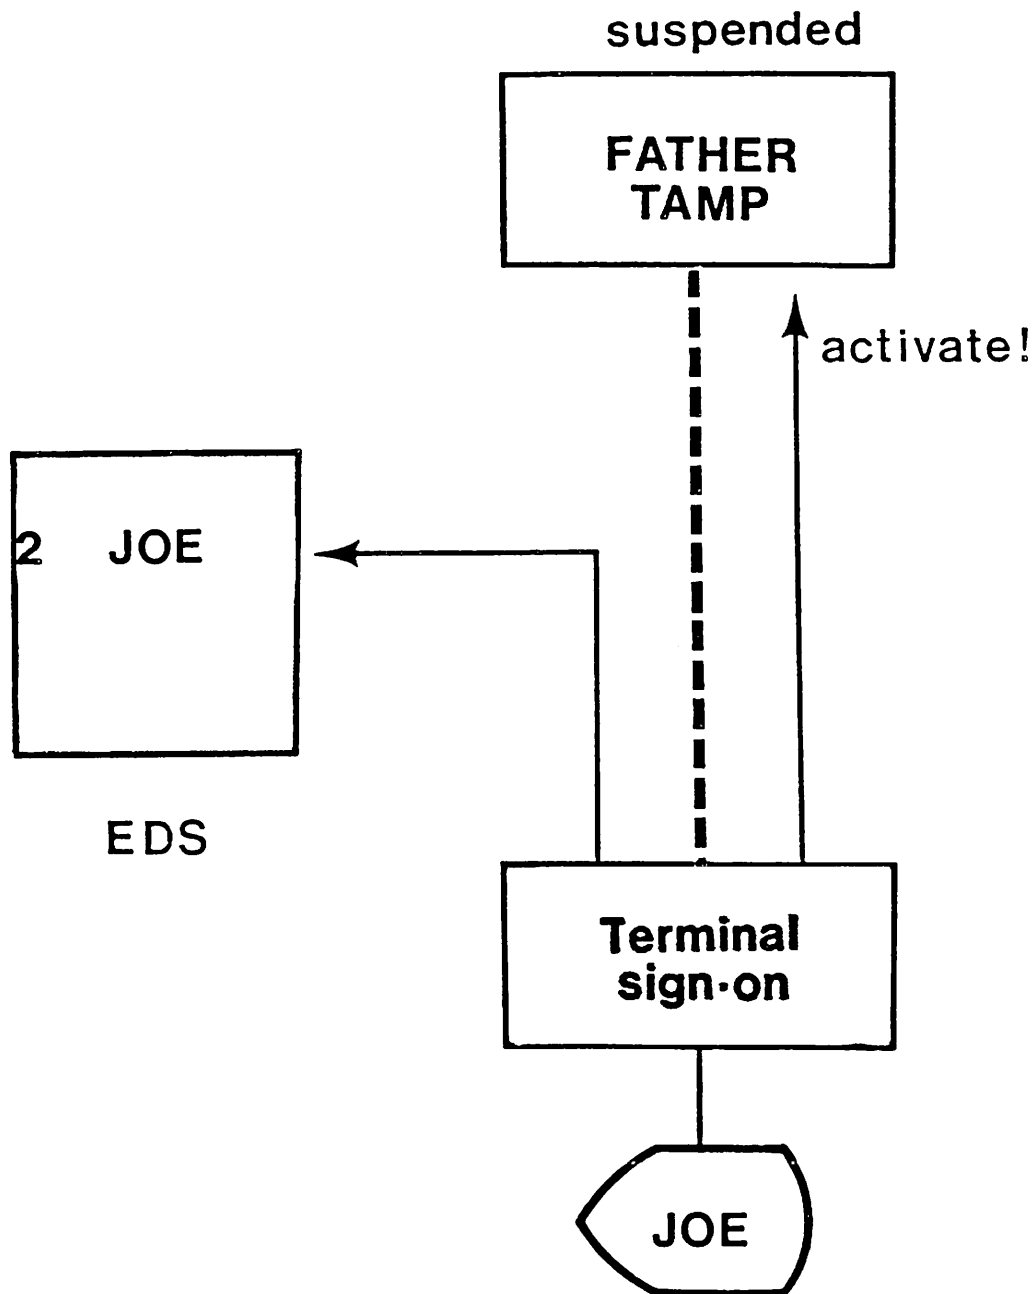 suspended
FATHER
TAMP
activate!
2 JOE
EDS
Terminal
sign·on
JOE